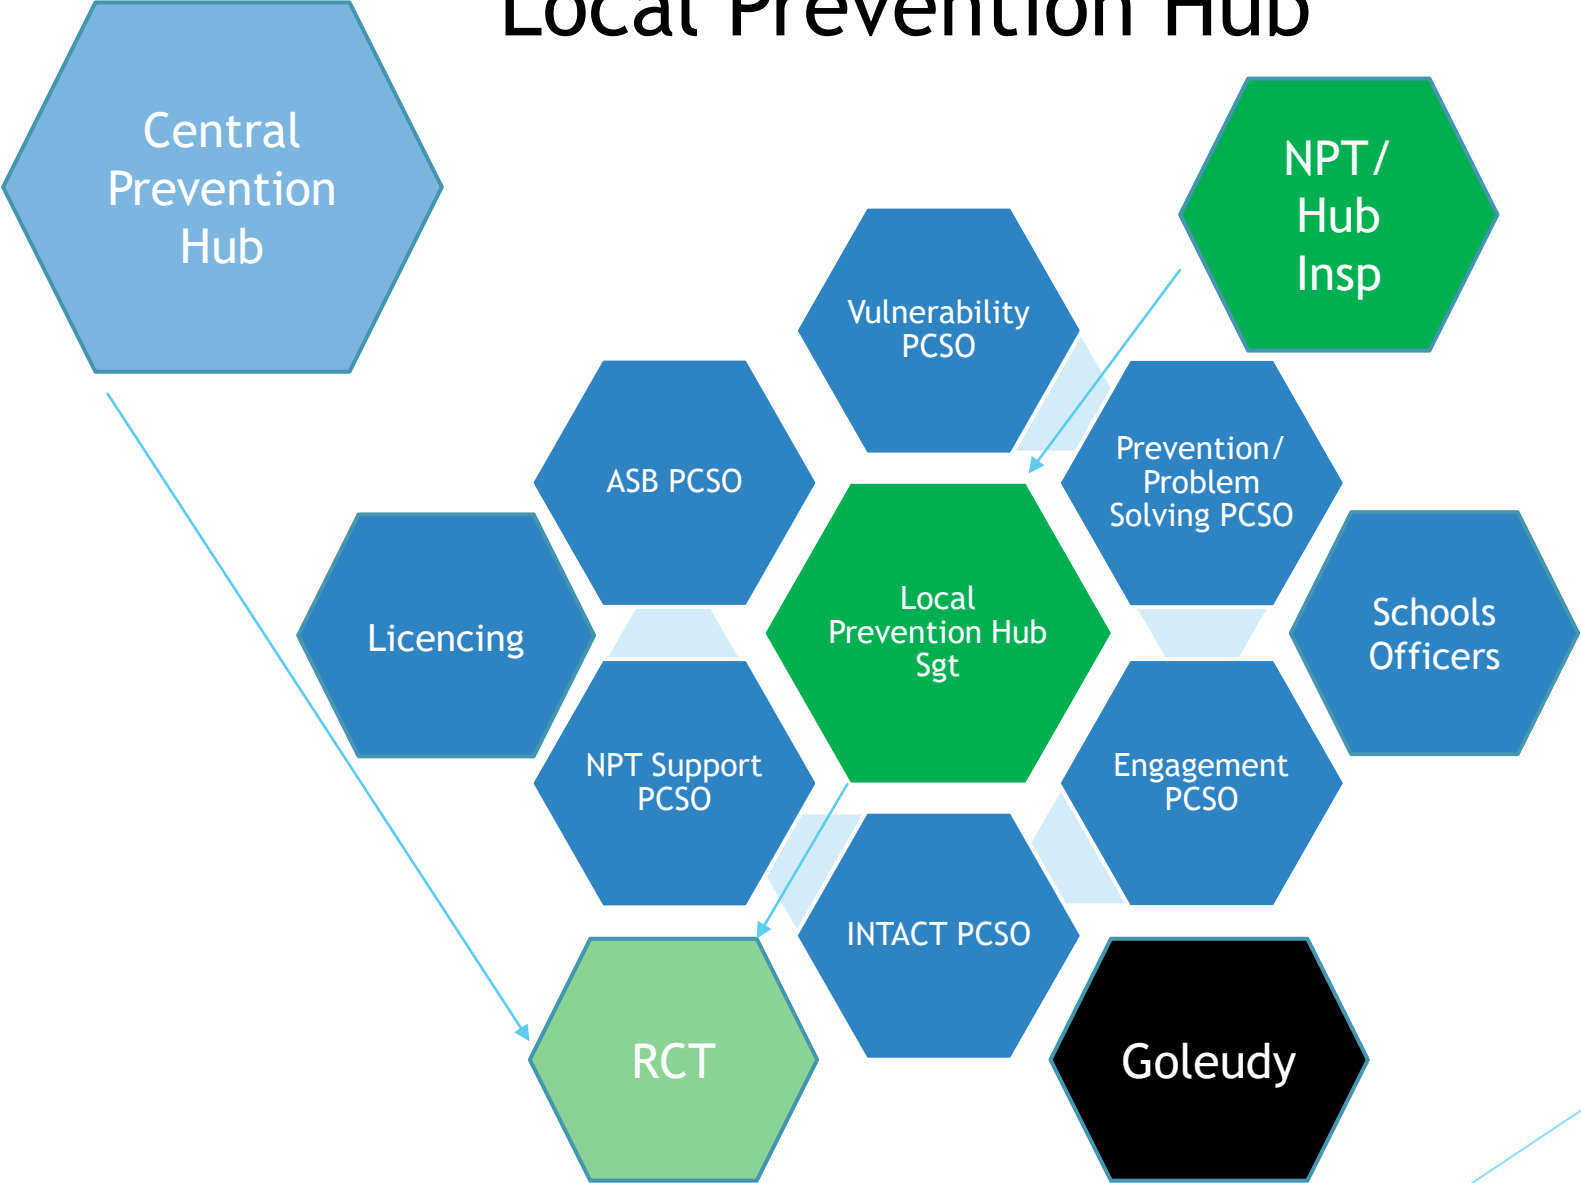 Local Prevention Hub
Central
Prevention
Hub
NPT/
Hub
Insp
Vulnerability
PCSO
ASB PCSO
Prevention/
Problem
Solving PCSO
Licencing
Local
Prevention Hub
Sgt
Schools
Officers
NPT Support
PCSO
Engagement
PCSO
INTACT PCSO
RCT
Goleudy